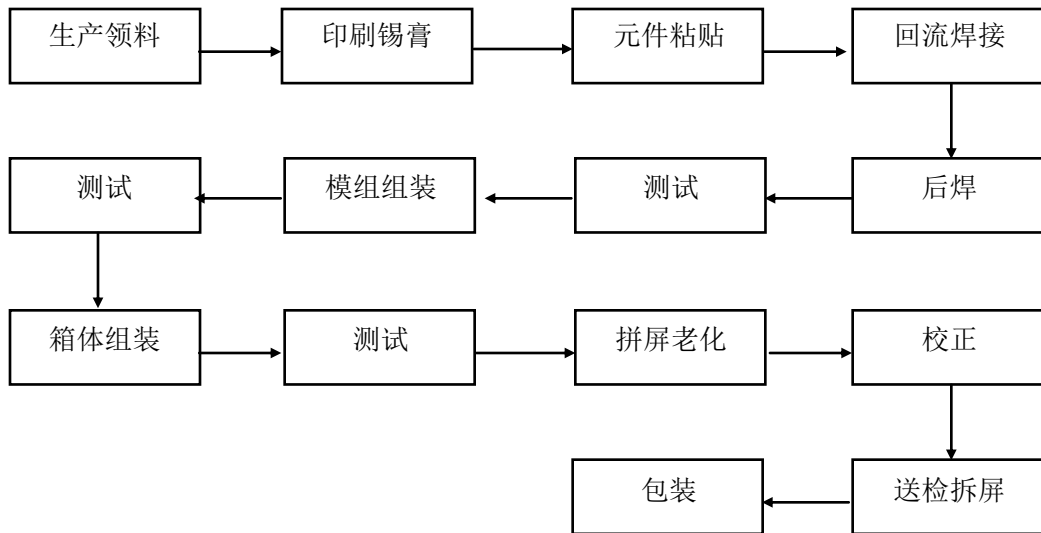 生产领料
印刷锡膏
元件粘贴
回流焊接
测试
模组组装
测试
后焊
箱体组装
测试
拼屏老化
校正
包装
送检拆屏